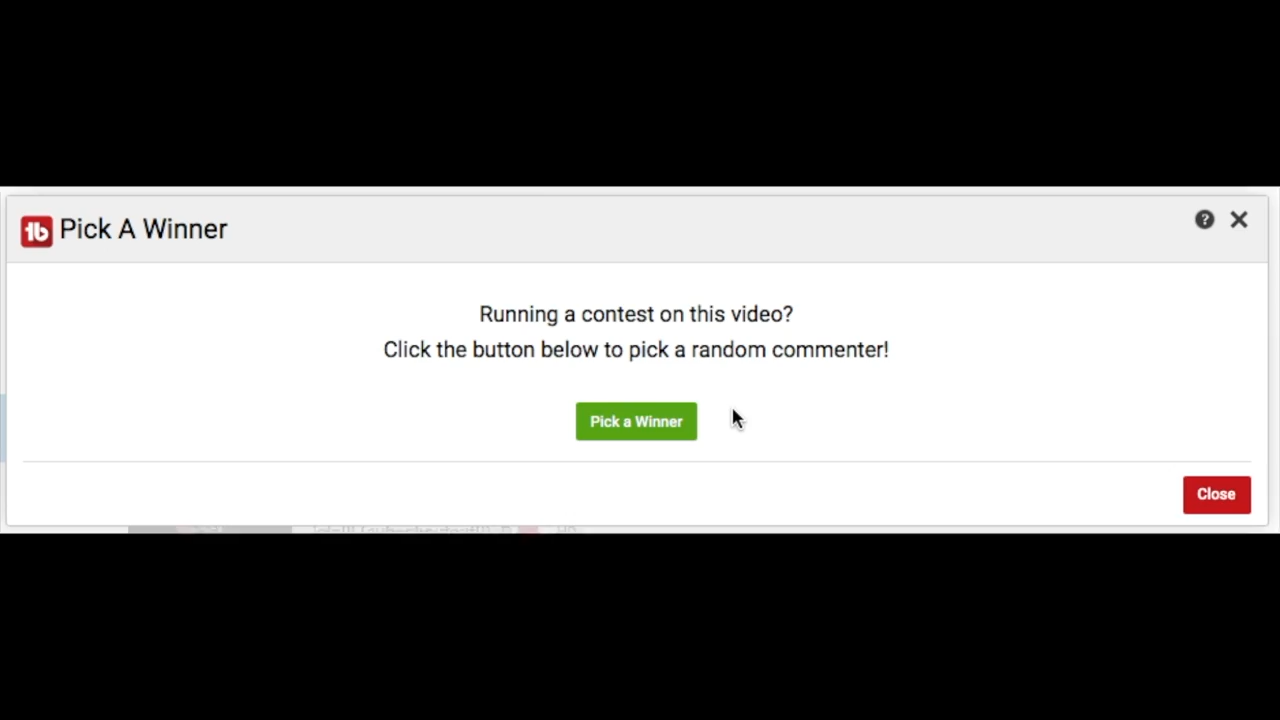 tb Pick A Winner
?
Running a contest on this video?
Click the button below to pick a random commenter!
Pick a Winner
Close